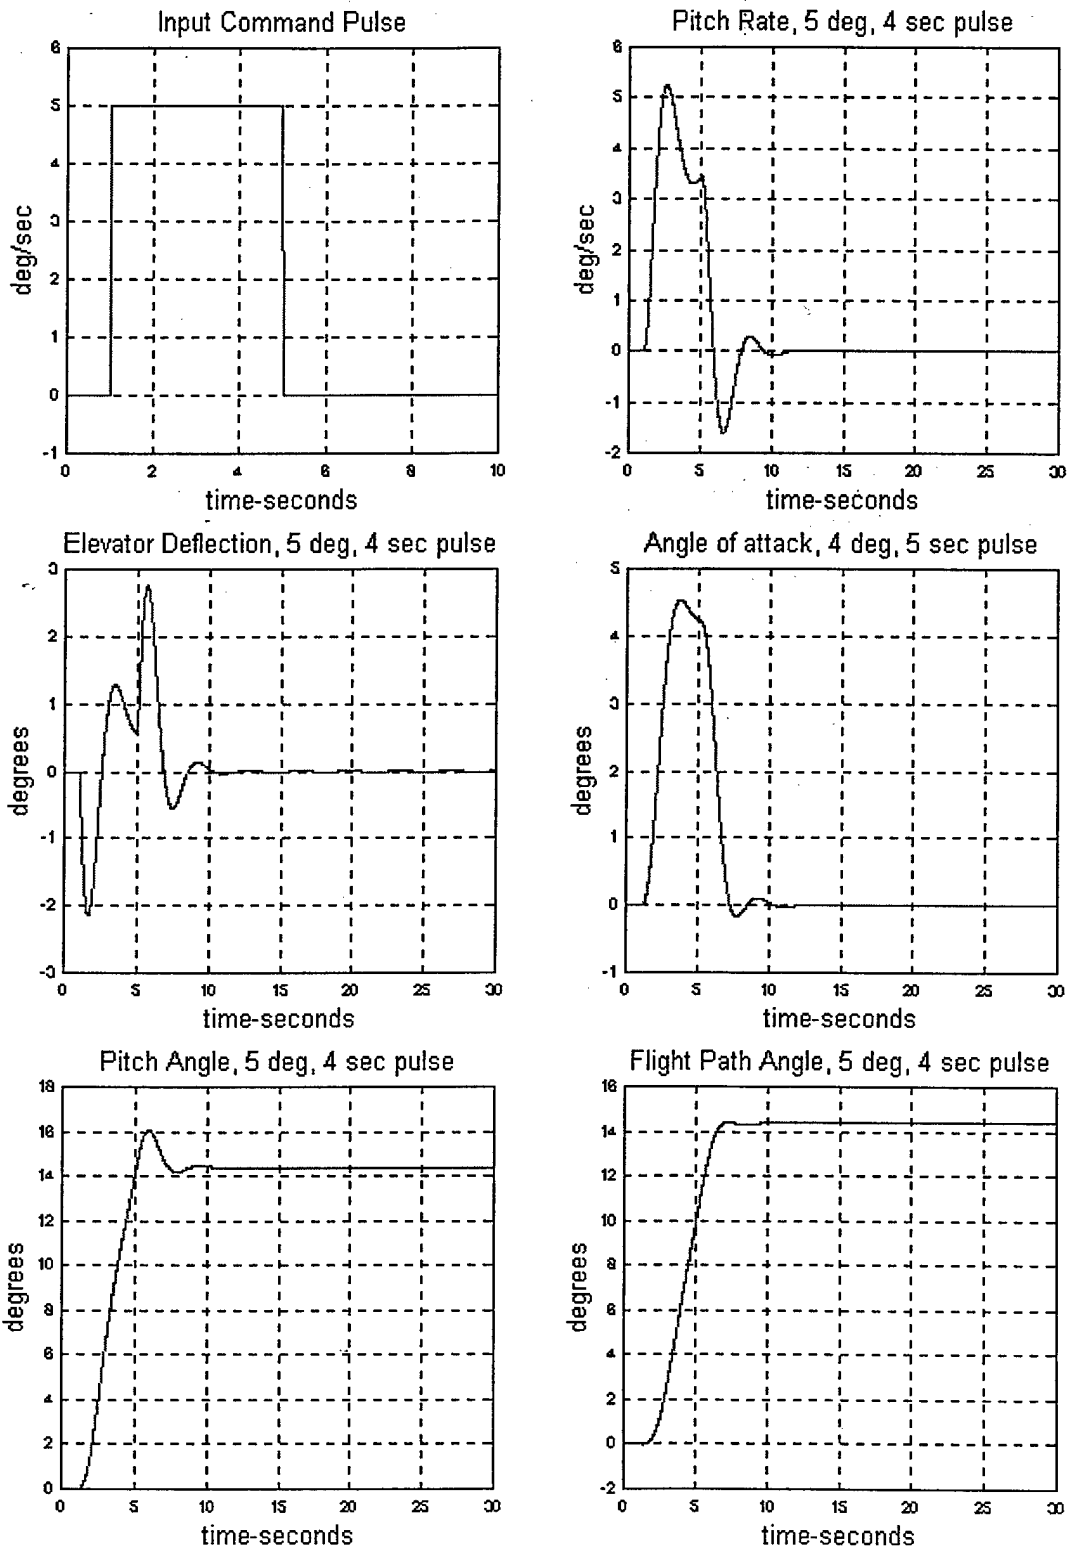 Input Command Pulse
6
5
4
3
2
1
0
-1
deg/sec
0 2 4 6 8 10
time-seconds
Pitch Rate, 5 deg, 4 sec pulse
6
5
4
3
2
1
0
-1
-2
deg/sec
0 5 10 15 20 25 30
time-seconds
Elevator Deflection, 5 deg, 4 sec pulse
3
2
1
0
-1
-2
-3
degrees
0 5 10 15 20 25 30
time-seconds
Angle of attack, 4 deg, 5 sec pulse
5
4
3
2
1
0
-1
degrees
0 5 10 15 20 25 30
time-seconds
Pitch Angle, 5 deg, 4 sec pulse
18
16
14
12
10
8
6
4
2
0
degrees
0 5 10 15 20 25 30
time-seconds
Flight Path Angle, 5 deg, 4 sec pulse
16
14
12
10
8
6
4
2
0
-2
degrees
0 5 10 15 20 25 30
time-seconds